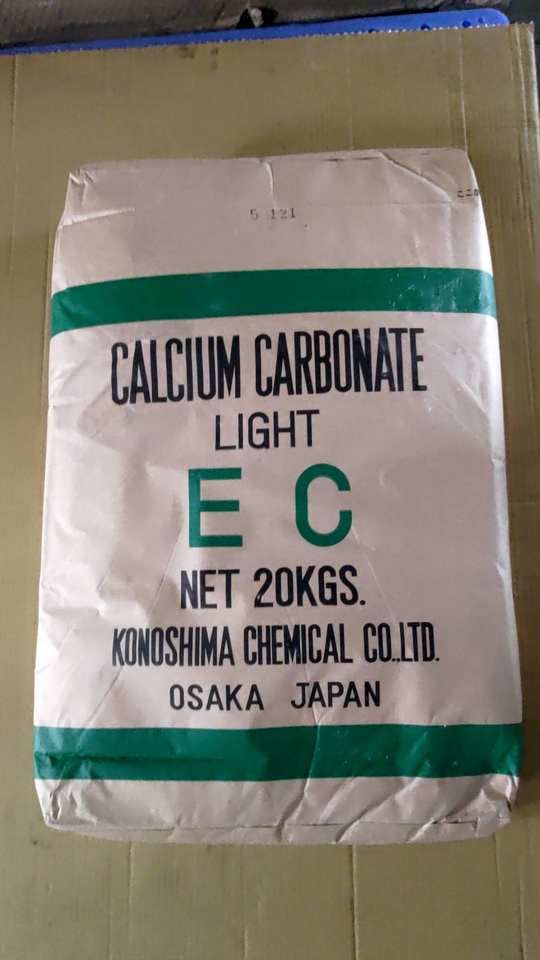 5 121
CALCIUM CARBONATE
LIGHT
E C
NET 20KGS.
KONOSHIMA CHEMICAL CO.,LTD.
OSAKA JAPAN